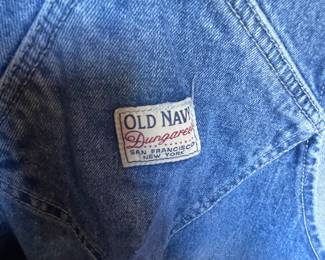 OLD NAVY
Dungarees
SAN FRANCISCO
NEW YORK